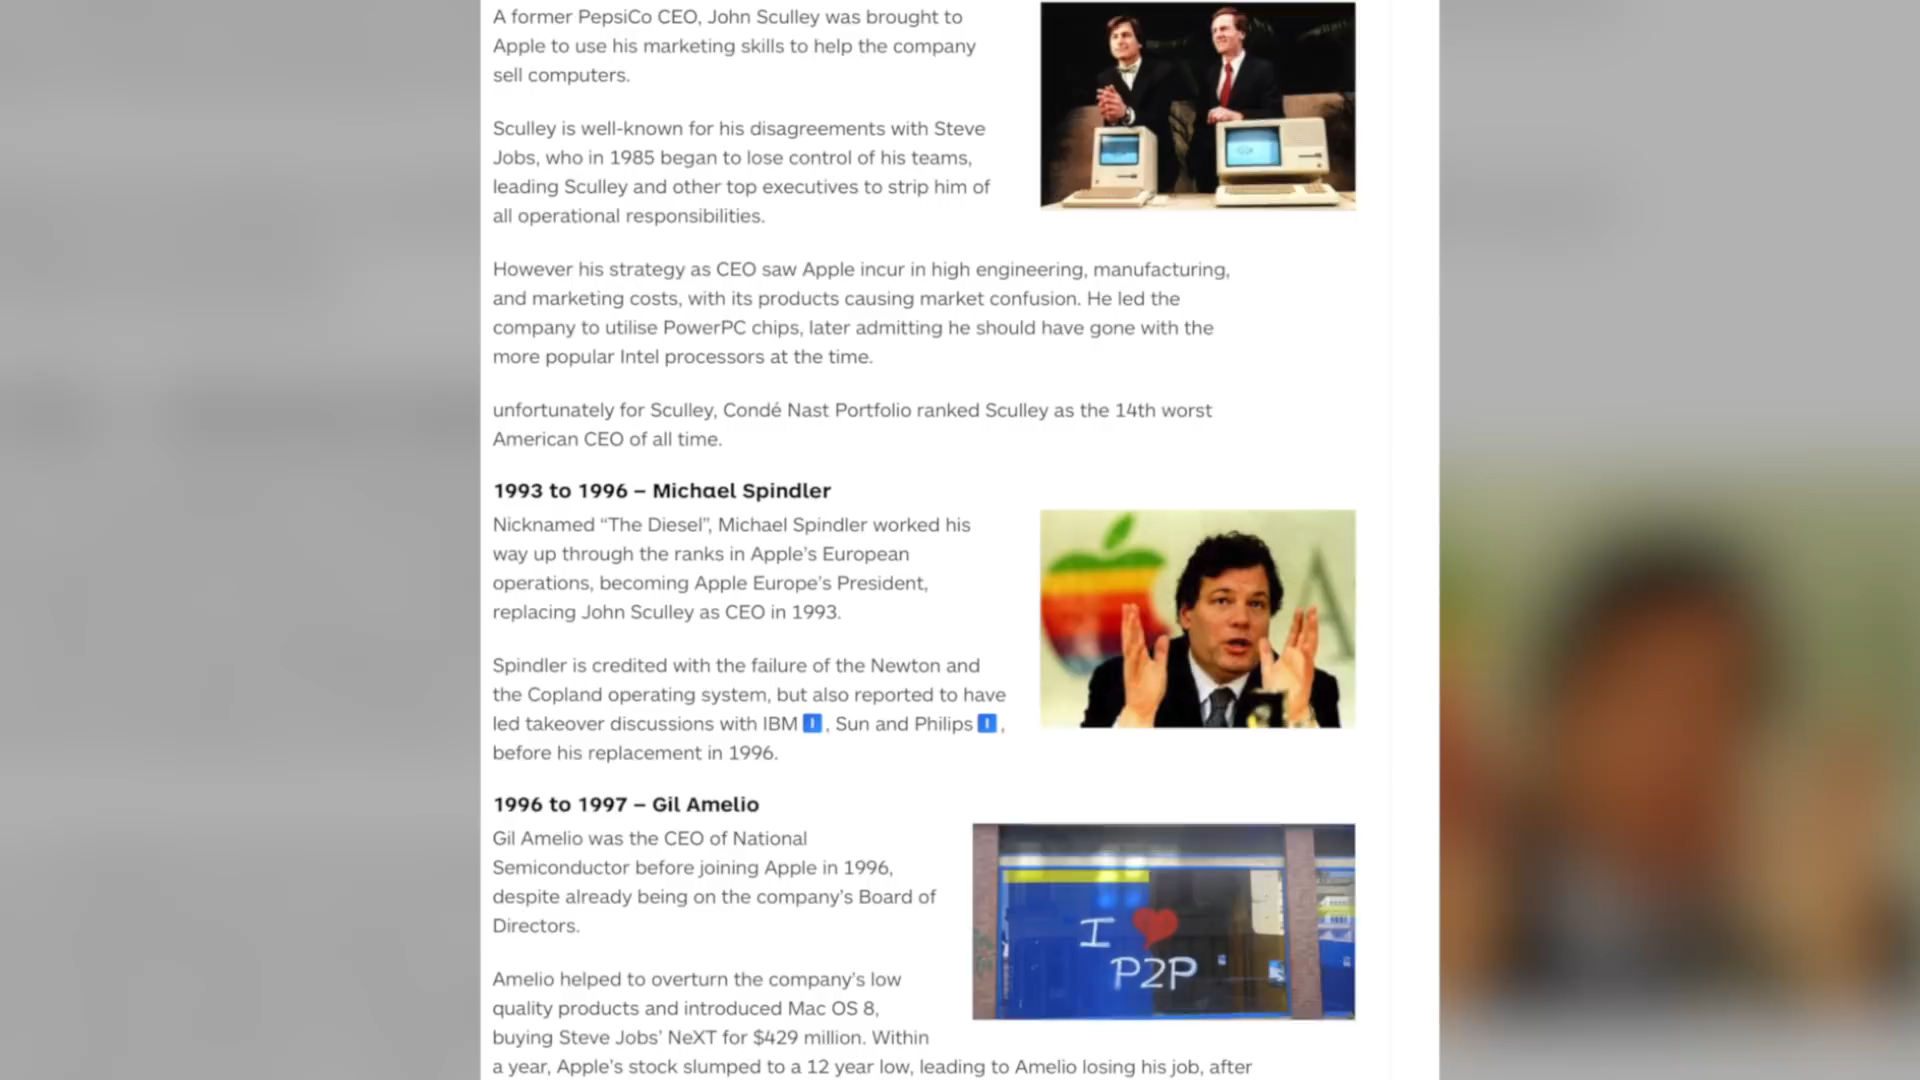 A former PepsiCo CEO, John Sculley was brought to
Apple to use his marketing skills to help the company
sell computers.
Sculley is well-known for his disagreements with Steve
Jobs, who in 1985 began to lose control of his teams,
leading Sculley and other top executives to strip him of
all operational responsibilities.
However his strategy as CEO saw Apple incur in high engineering, manufacturing,
and marketing costs, with its products causing market confusion. He led the
company to utilise PowerPC chips, later admitting he should have gone with the
more popular Intel processors at the time.
unfortunately for Sculley, Condé Nast Portfolio ranked Sculley as the 14th worst
American CEO of all time.
1993 to 1996 – Michael Spindler
Nicknamed “The Diesel”, Michael Spindler worked his
way up through the ranks in Apple’s European
operations, becoming Apple Europe’s President,
replacing John Sculley as CEO in 1993.
Spindler is credited with the failure of the Newton and
the Copland operating system, but also reported to have
led takeover discussions with IBM I, Sun and Philips I,
before his replacement in 1996.
A
1996 to 1997 – Gil Amelio
Gil Amelio was the CEO of National
Semiconductor before joining Apple in 1996,
despite already being on the company’s Board of
Directors.
I ❤
P2P
Amelio helped to overturn the company’s low
quality products and introduced Mac OS 8,
buying Steve Jobs’ NeXT for $429 million. Within
a year, Apple’s stock slumped to a 12 year low, leading to Amelio losing his job, after